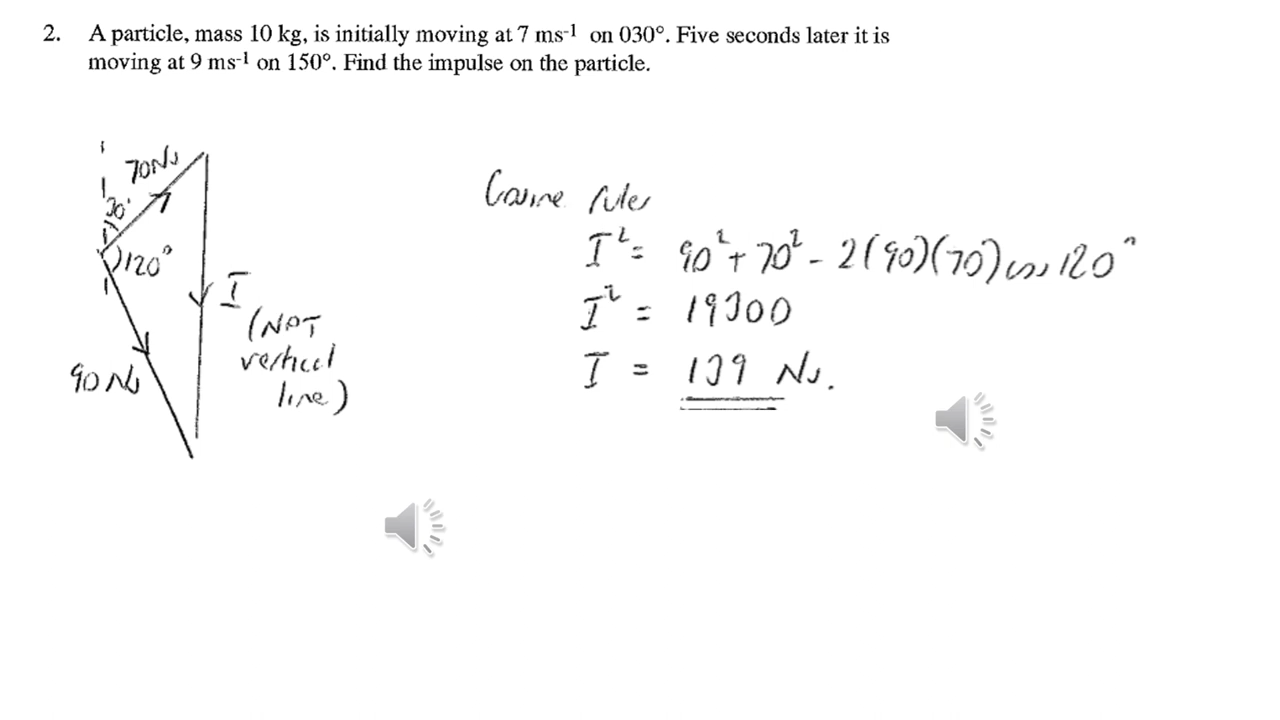 2. A particle, mass 10 kg, is initially moving at 7 ms⁻¹ on 030°. Five seconds later it is
moving at 9 ms⁻¹ on 150°. Find the impulse on the particle.
70Ns
30°
120°
I
(NOT
vertical
line)
90 Ns
Cosine rule
I² = 90² + 70² - 2(90)(70) cos 120°
I² = 19300
I = 139 Ns.